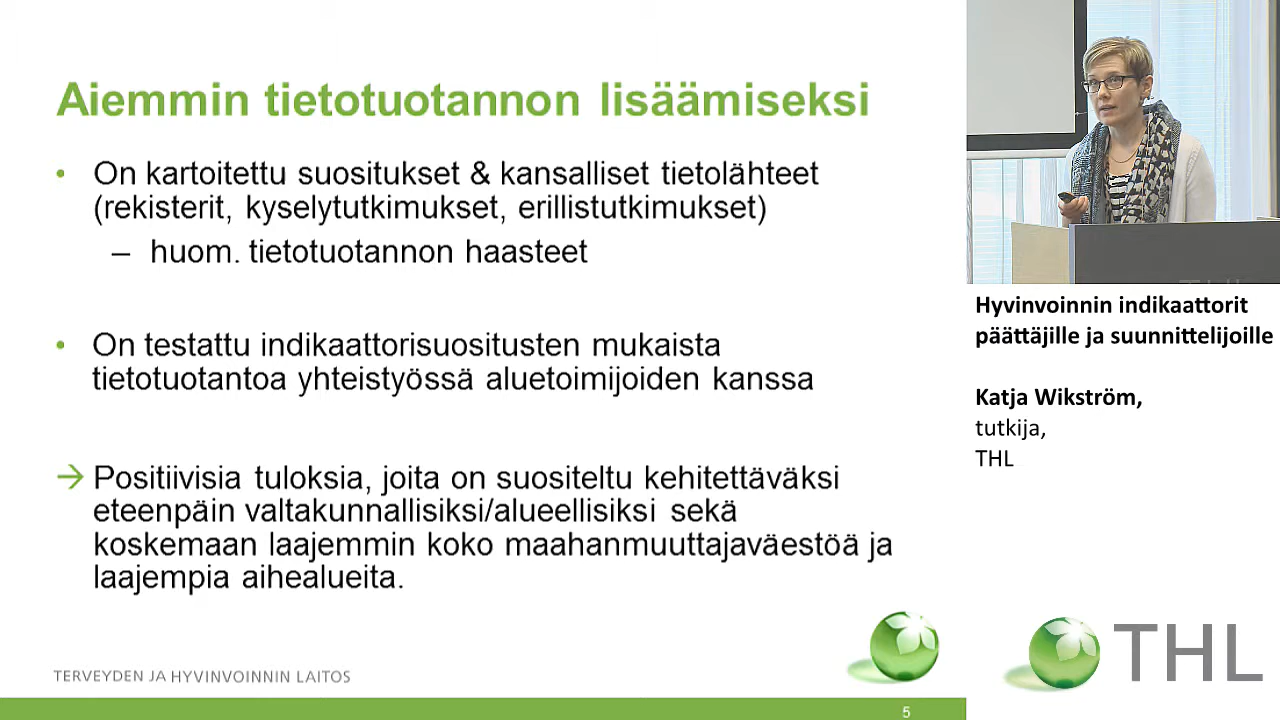 Aiemmin tietotuotannon lisäämiseksi
• On kartoitettu suositukset & kansalliset tietolähteet
(rekisterit, kyselytutkimukset, erillistutkimukset)
– huom. tietotuotannon haasteet
• On testattu indikaattorisuositusten mukaista
tietotuotantoa yhteistyössä aluetoimijoiden kanssa
→ Positiivisia tuloksia, joita on suositeltu kehitettäväksi
eteenpäin valtakunnallisiksi/alueellisiksi sekä
koskemaan laajemmin koko maahanmuuttajaväestöä ja
laajempia aihealueita.
TERVEYDEN JA HYVINVOINNIN LAITOS
5
Hyvinvoinnin indikaattorit
päättäjille ja suunnittelijoille
Katja Wikström,
tutkija,
THL
THL